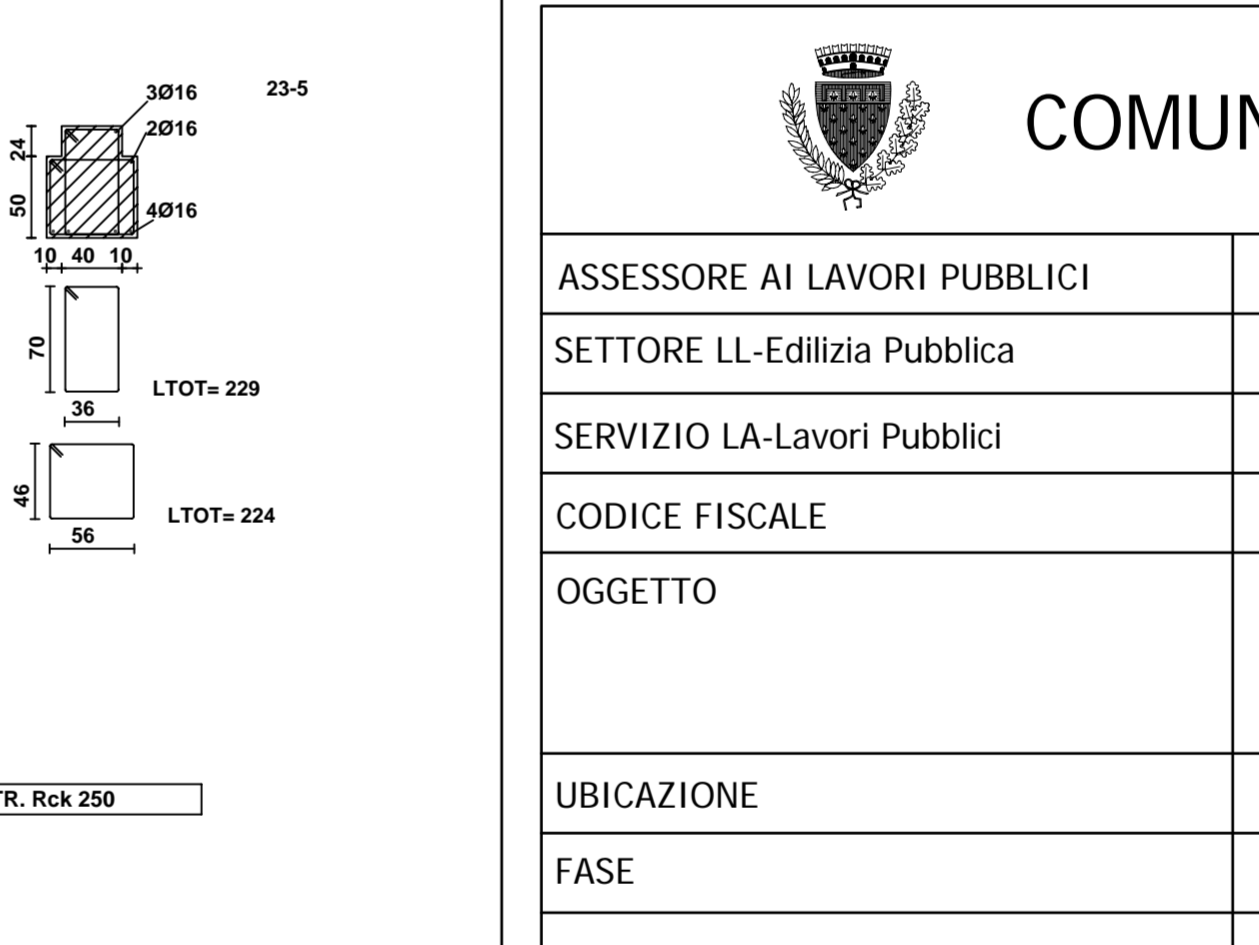 3Ø16
23-5
2Ø16
24
50
4Ø16
10 40 10
70
LTOT= 229
36
46
LTOT= 224
56
TR. Rck 250
COMUN
ASSESSORE AI LAVORI PUBBLICI
SETTORE LL-Edilizia Pubblica
SERVIZIO LA-Lavori Pubblici
CODICE FISCALE
OGGETTO
UBICAZIONE
FASE